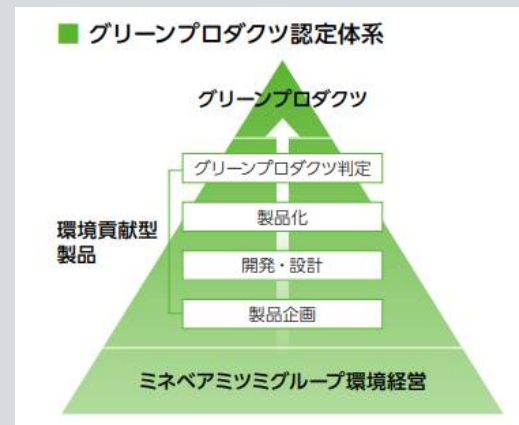 ■ グリーンプロダクツ認定体系
グリーンプロダクツ
グリーンプロダクツ判定
製品化
環境貢献型
製品
開発・設計
製品企画
ミネベアミツミグループ環境経営